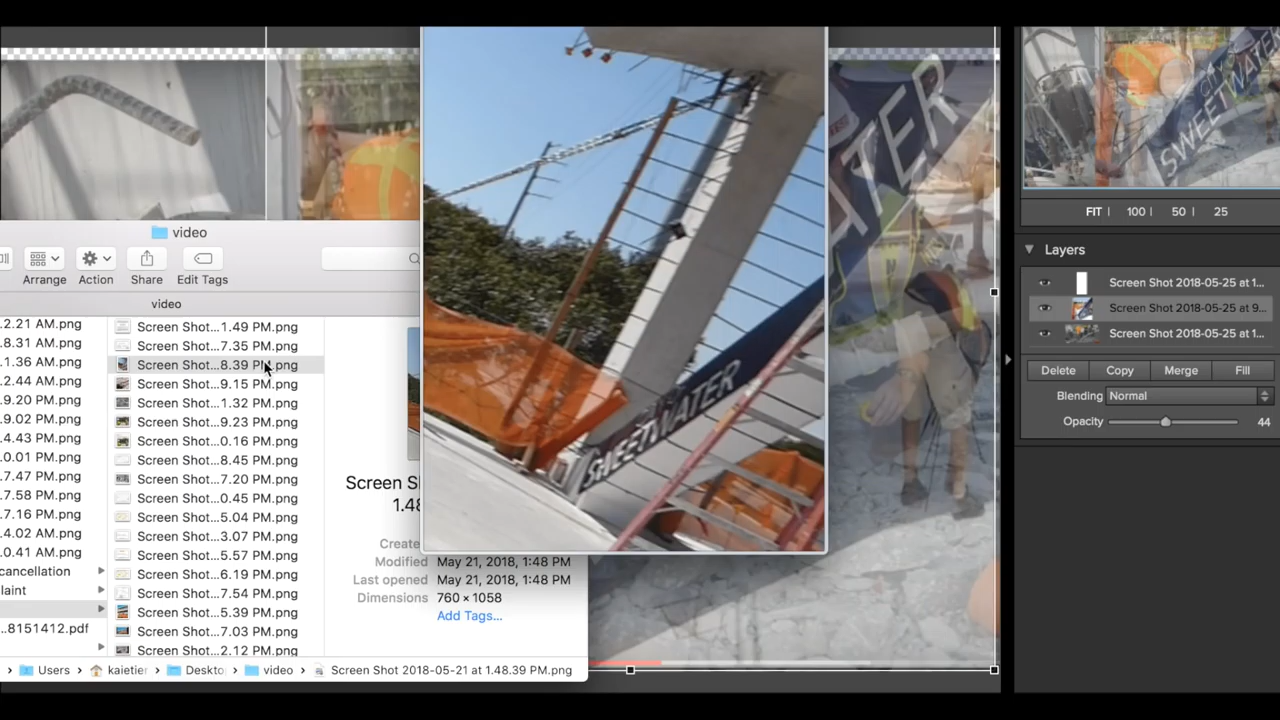 video
Arrange
Action
Share
Edit Tags
video
.2.21 AM.png
.8.31 AM.png
.1.36 AM.png
.2.44 AM.png
.9.20 AM.png
.9.02 AM.png
.4.43 AM.png
.0.01 AM.png
.7.47 PM.png
.7.58 PM.png
.7.16 PM.png
.4.02 AM.png
.0.41 AM.png
cancellation
laint
..8151412.pdf
Screen Shot...1.49 PM.png
Screen Shot...7.35 PM.png
Screen Shot...8.39 PM.png
Screen Shot...9.15 PM.png
Screen Shot...1.32 PM.png
Screen Shot...9.23 PM.png
Screen Shot...0.16 PM.png
Screen Shot...8.45 PM.png
Screen Shot...7.20 PM.png
Screen Shot...0.45 PM.png
Screen Shot...5.04 PM.png
Screen Shot...3.07 PM.png
Screen Shot...5.57 PM.png
Screen Shot...6.19 PM.png
Screen Shot...7.54 PM.png
Screen Shot...5.39 PM.png
Screen Shot...7.03 PM.png
Screen Shot...2.12 PM.png
Screen S
1.48
Create
Modified May 21, 2018, 1:48 PM
Last opened May 21, 2018, 1:48 PM
Dimensions 760 × 1058
Add Tags...
Users
kaietier
Deskto
video
Screen Shot 2018-05-21 at 1.48.39 PM.png
SWEETWATER
ATER
CITY
SWEETWATER
FIT | 100 | 50 | 25
Layers
Screen Shot 2018-05-25 at 1...
Screen Shot 2018-05-25 at 9...
Screen Shot 2018-05-25 at 1...
Delete
Copy
Merge
Fill
Blending Normal
Opacity 44